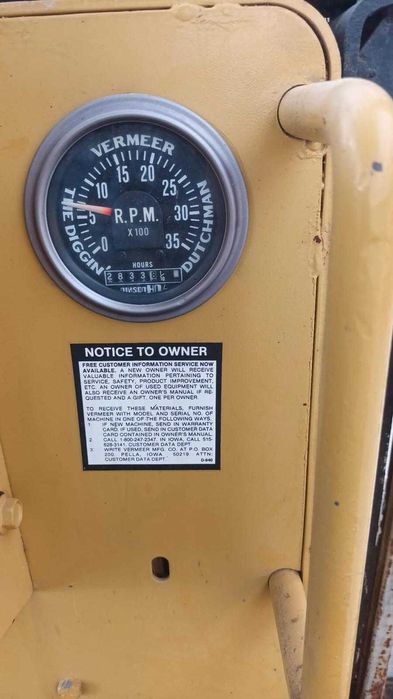 VERMEER
THE DIGGIN' DUTCHMAN
0 5 10 15 20 25 30 35
R.P.M.
X 100
HOURS
NOTICE TO OWNER
FREE CUSTOMER INFORMATION SERVICE NOW
AVAILABLE. A NEW OWNER WILL RECEIVE
VALUABLE INFORMATION PERTAINING TO
SERVICE, SAFETY, PRODUCT IMPROVEMENT,
ETC. AN OWNER OF USED EQUIPMENT WILL
ALSO RECEIVE AN OWNER'S MANUAL IF RE-
QUESTED AND A GIFT. ONE PER OWNER.
TO RECEIVE THESE MATERIALS, FURNISH
VERMEER WITH MODEL AND SERIAL NO. OF
MACHINE IN ONE OF THE FOLLOWING WAYS.
1 IF NEW MACHINE, SEND IN WARRANTY
CARD. IF USED, SEND IN CUSTOMER DATA
CARD CONTAINED IN OWNER'S MANUAL.
2. CALL 1-800-247-2347. IN IOWA, CALL 515-
628-3141. CUSTOMER DATA DEPT.
3. WRITE VERMEER MFG. CO. AT P.O. BOX
200, PELLA, IOWA 50219 ATTN:
CUSTOMER DATA DEPT.